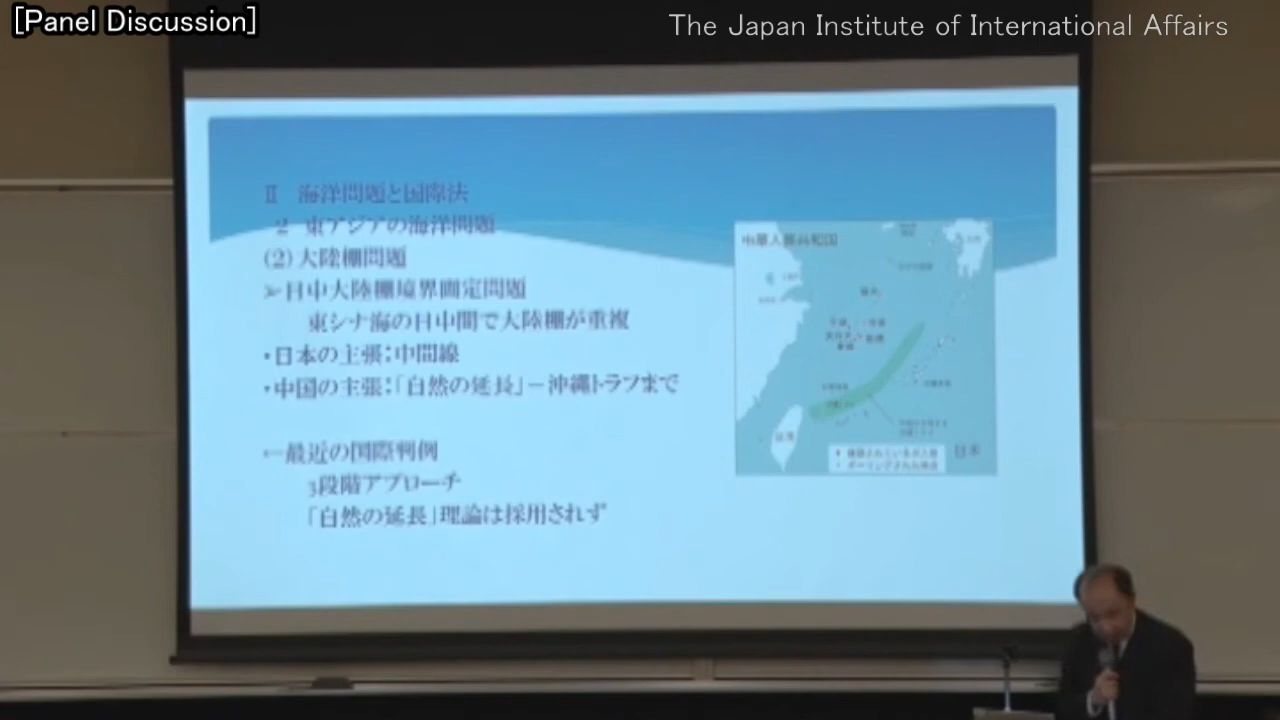 [Panel Discussion]
The Japan Institute of International Affairs
Ⅱ 海洋問題と国際法
2 東アジアの海洋問題
(2)大陸棚問題
➢日中大陸棚境界画定問題
東シナ海の日中間で大陸棚が重複
・日本の主張:中間線
・中国の主張:「自然の延長」－沖縄トラフまで
←最近の国際判例
3段階アプローチ
「自然の延長」理論は採用されず
中華人民共和国
台湾
日本